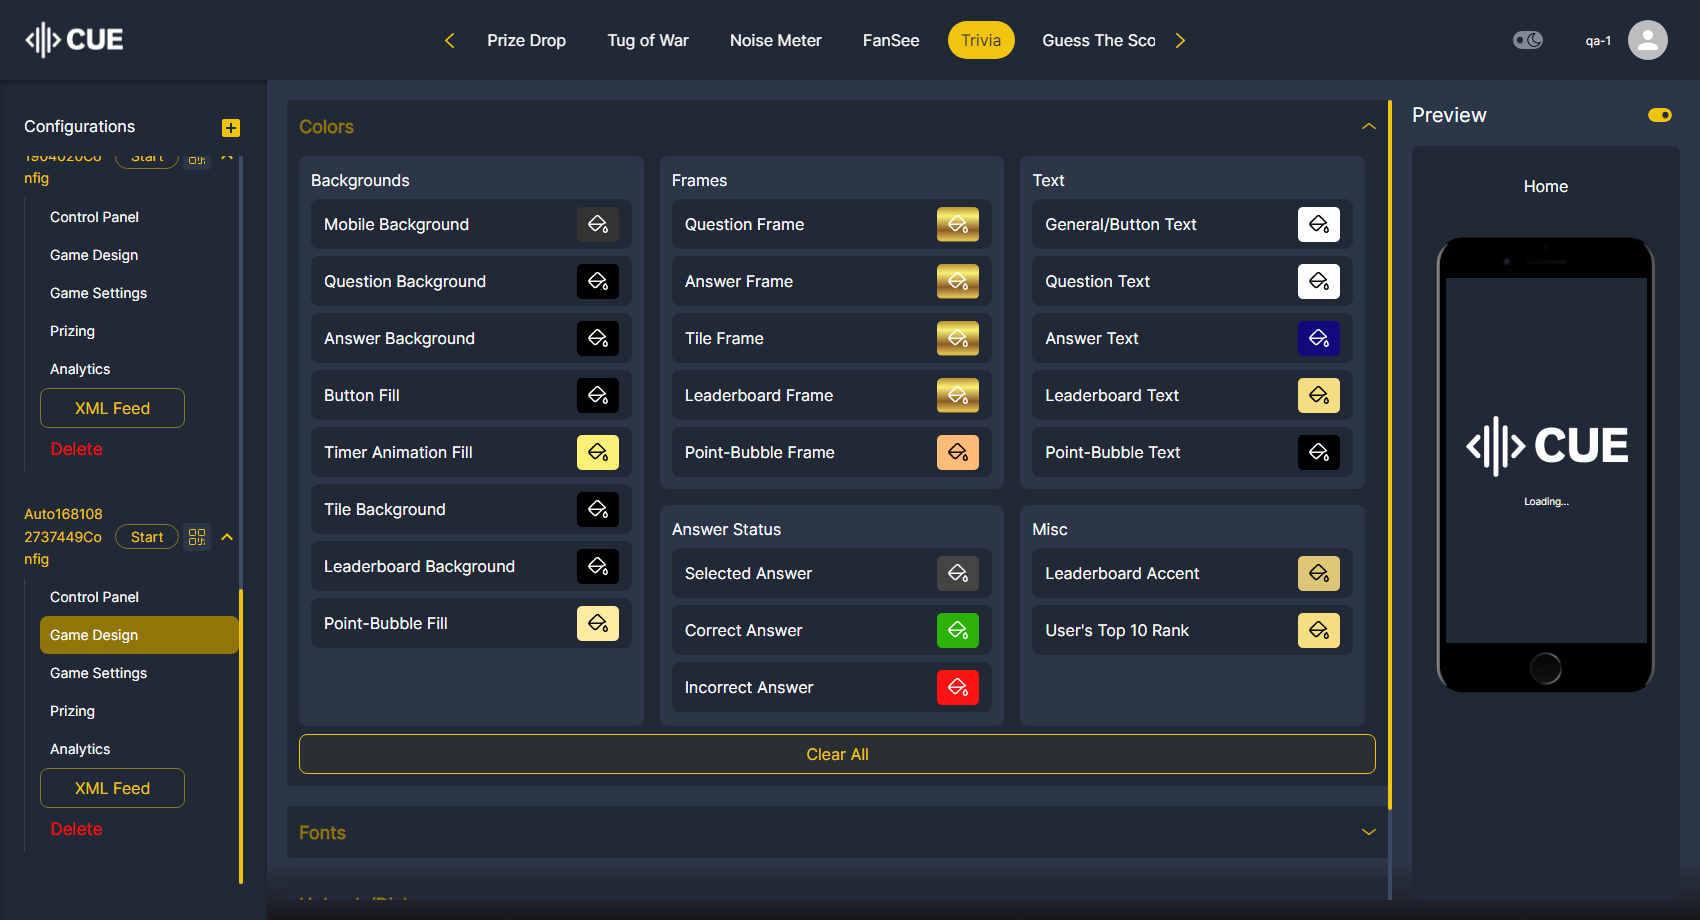 CUE
Prize Drop
Tug of War
Noise Meter
FanSee
Trivia
Guess The Sco
qa-1
Configurations
1904020Co
nfig
Start
Control Panel
Game Design
Game Settings
Prizing
Analytics
XML Feed
Delete
Auto168108
2737449Co
nfig
Start
Control Panel
Game Design
Game Settings
Prizing
Analytics
XML Feed
Delete
Colors
Backgrounds
Mobile Background
Question Background
Answer Background
Button Fill
Timer Animation Fill
Tile Background
Leaderboard Background
Point-Bubble Fill
Frames
Question Frame
Answer Frame
Tile Frame
Leaderboard Frame
Point-Bubble Frame
Text
General/Button Text
Question Text
Answer Text
Leaderboard Text
Point-Bubble Text
Answer Status
Selected Answer
Correct Answer
Incorrect Answer
Misc
Leaderboard Accent
User's Top 10 Rank
Clear All
Fonts
Preview
Home
CUE
Loading...